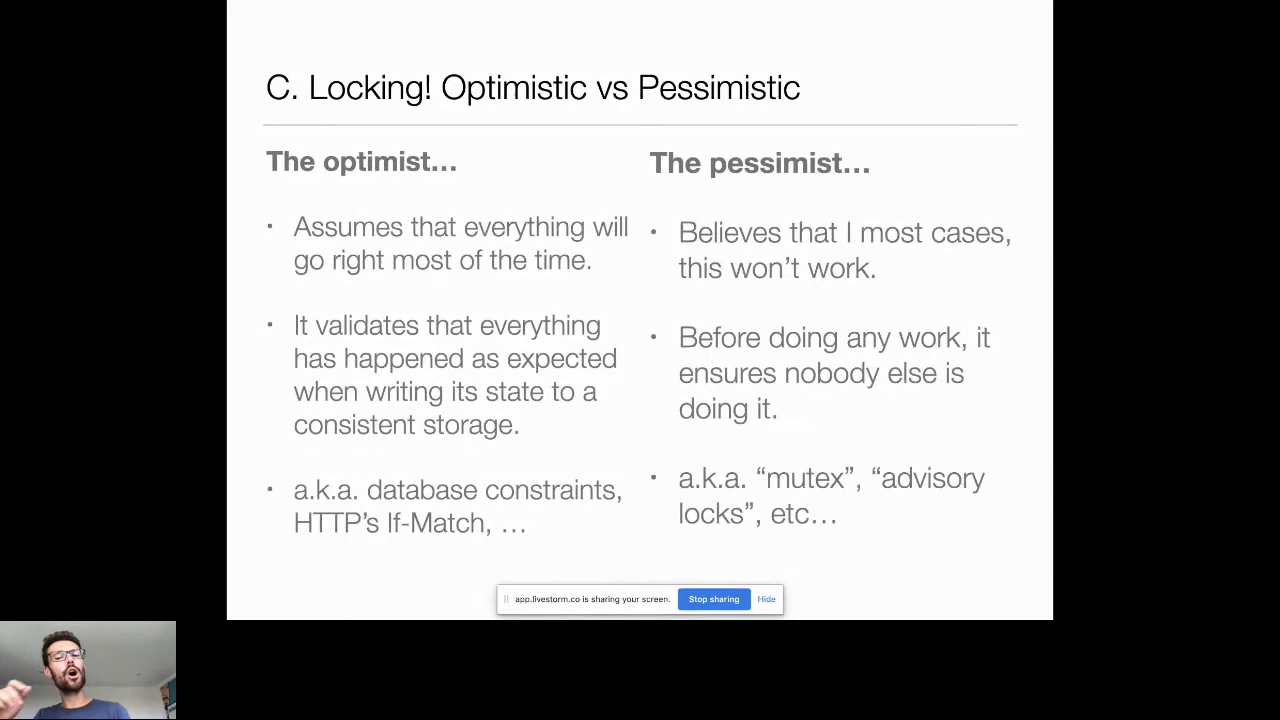 C. Locking! Optimistic vs Pessimistic
The optimist...
• Assumes that everything will
go right most of the time.
• It validates that everything
has happened as expected
when writing its state to a
consistent storage.
• a.k.a. database constraints,
HTTP’s If-Match, ...
The pessimist...
• Believes that I most cases,
this won’t work.
• Before doing any work, it
ensures nobody else is
doing it.
• a.k.a. “mutex”, “advisory
locks”, etc...
app.livestorm.co is sharing your screen. Stop sharing Hide